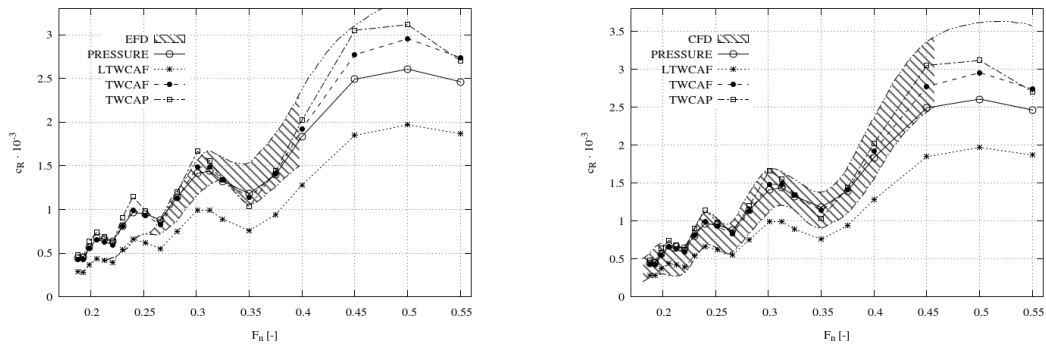 3
2.5
2
1.5
1
0.5
0
c_R · 10^-3
EFD
PRESSURE
LTWCAF
TWCAF
TWCAP
0.2 0.25 0.3 0.35 0.4 0.45 0.5 0.55
F_n [-]
3.5
3
2.5
2
1.5
1
0.5
0
c_R · 10^-3
CFD
PRESSURE
LTWCAF
TWCAF
TWCAP
0.2 0.25 0.3 0.35 0.4 0.45 0.5 0.55
F_n [-]